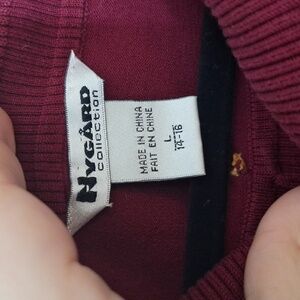 NYGÅRD
collection
MADE IN CHINA
FAIT EN CHINE
L
14-16